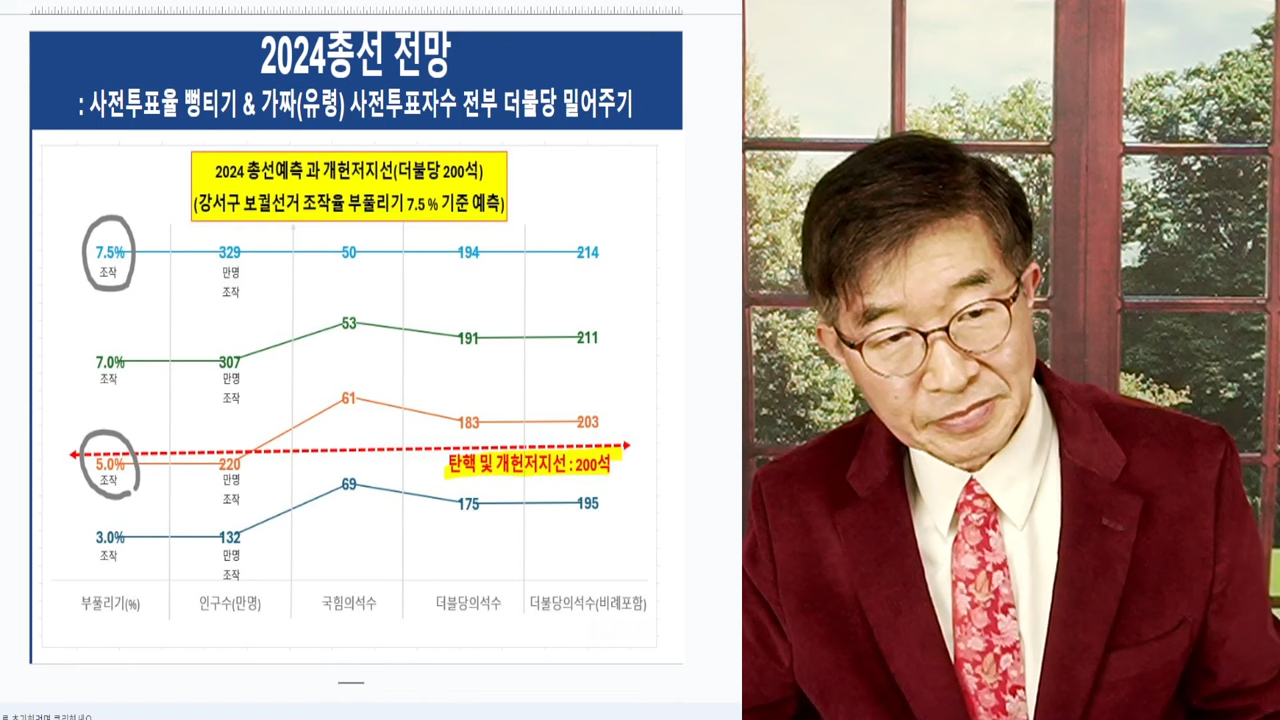 2024총선 전망
: 사전투표율 뻥티기 & 가짜(유령) 사전투표자수 전부 더불당 밀어주기
2024 총선예측 과 개헌저지선(더불당 200석)
(강서구 보궐선거 조작율 부풀리기 7.5 % 기준 예측)
7.5% 329 50 194 214
조작 만명
조작
7.0% 307 53 191 211
조작 만명
조작
5.0% 220 61 183 203
조작 만명
조작
탄핵 및 개헌저지선 : 200석
3.0% 132 69 175 195
조작 만명
조작
부풀리기(%) 인구수(만명) 국힘의석수 더블당의석수 더불당의석수(비례포함)